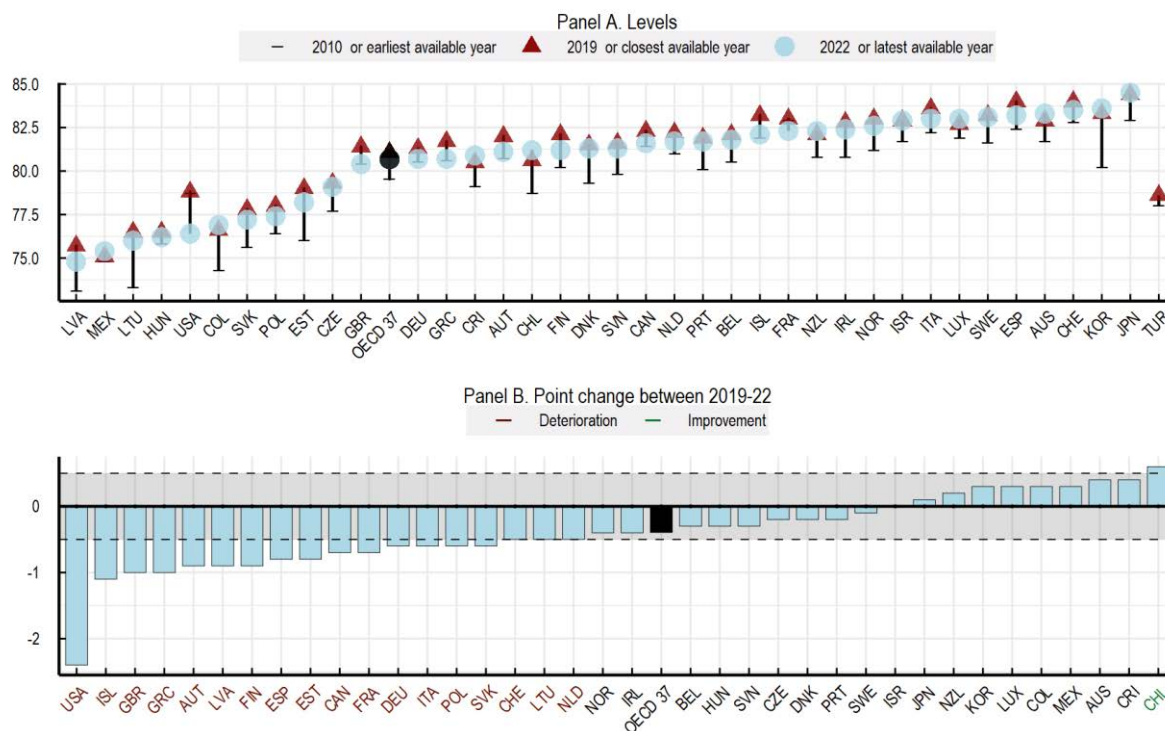 Panel A. Levels
2010 or earliest available year 2019 or closest available year 2022 or latest available year
85.0
82.5
80.0
77.5
75.0
LVA MEX LTU HUN USA COL SVK POL EST CZE GBR OECD 37 DEU GRC CRI AUT CHL FIN DNK SVN CAN NLD PRT BEL ISL FRA NZL IRL NOR ISR ITA LUX SWE ESP AUS CHE KOR JPN TUR
Panel B. Point change between 2019-22
Deterioration Improvement
0
-1
-2
USA ISL GBR GRC AUT LVA FIN ESP EST CAN FRA DEU ITA POL SVK CHE LTU NLD NOR IRL OECD 37 BEL HUN SVN CZE DNK PRT SWE ISR JPN NZL KOR LUX COL MEX AUS CRI CHI